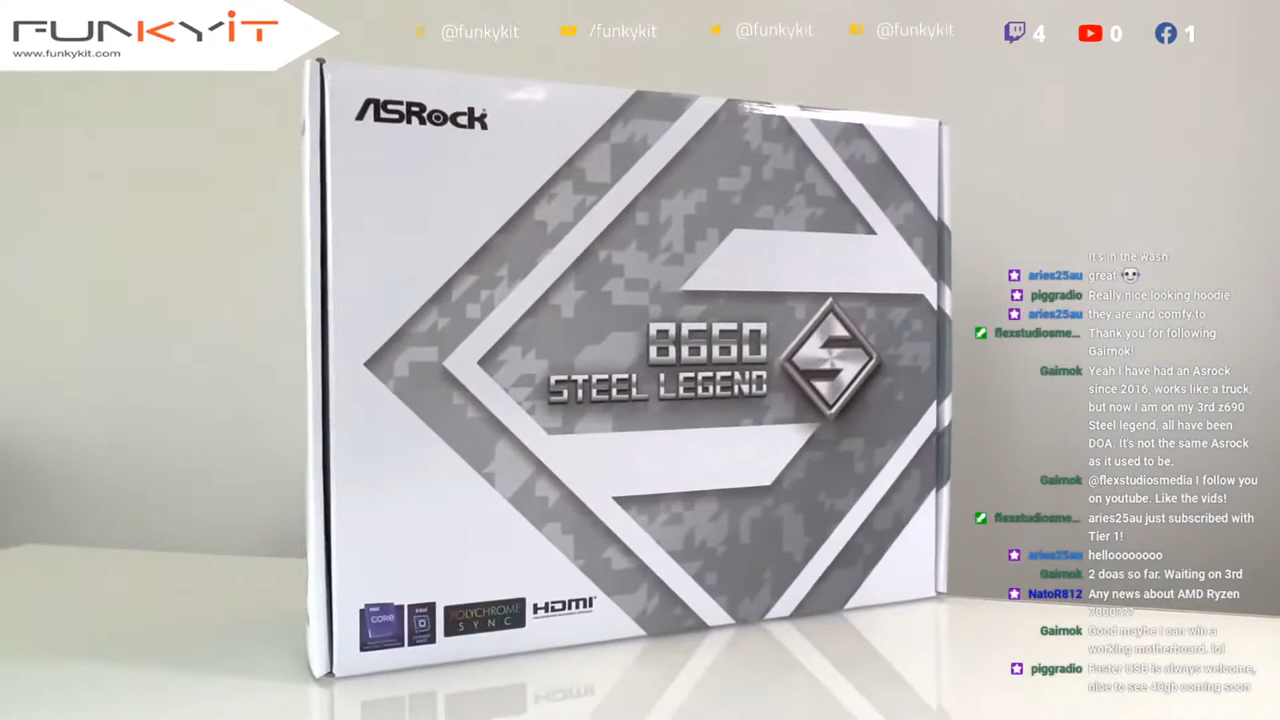 FUNKYIT
www.funkykit.com
@funkykit
/funkykit
@funkykit
@funkykit
4
0
1
ASRock
B660
STEEL LEGEND
intel
CORE
intel
POLYCHROME
SYNC
HDMI
it's in the wash
aries25au great
piggradio Really nice looking hoodie
aries25au they are and comfy to
flexstudiosme... Thank you for following
Gairnok!
Gairnok Yeah I have had an Asrock
since 2016, works like a truck,
but now I am on my 3rd z690
Steel legend, all have been
DOA. It's not the same Asrock
as it used to be.
Gairnok @flexstudiosmedia I follow you
on youtube. Like the vids!
flexstudiosme... aries25au just subscribed with
Tier 1!
aries25au helloooooooo
Gairnok 2 doas so far. Waiting on 3rd
NatoR812 Any news about AMD Ryzen
7000???
Gairnok Good maybe I can win a
working motherboard. lol
piggradio Faster USB is always welcome,
nice to see 40gb coming soon